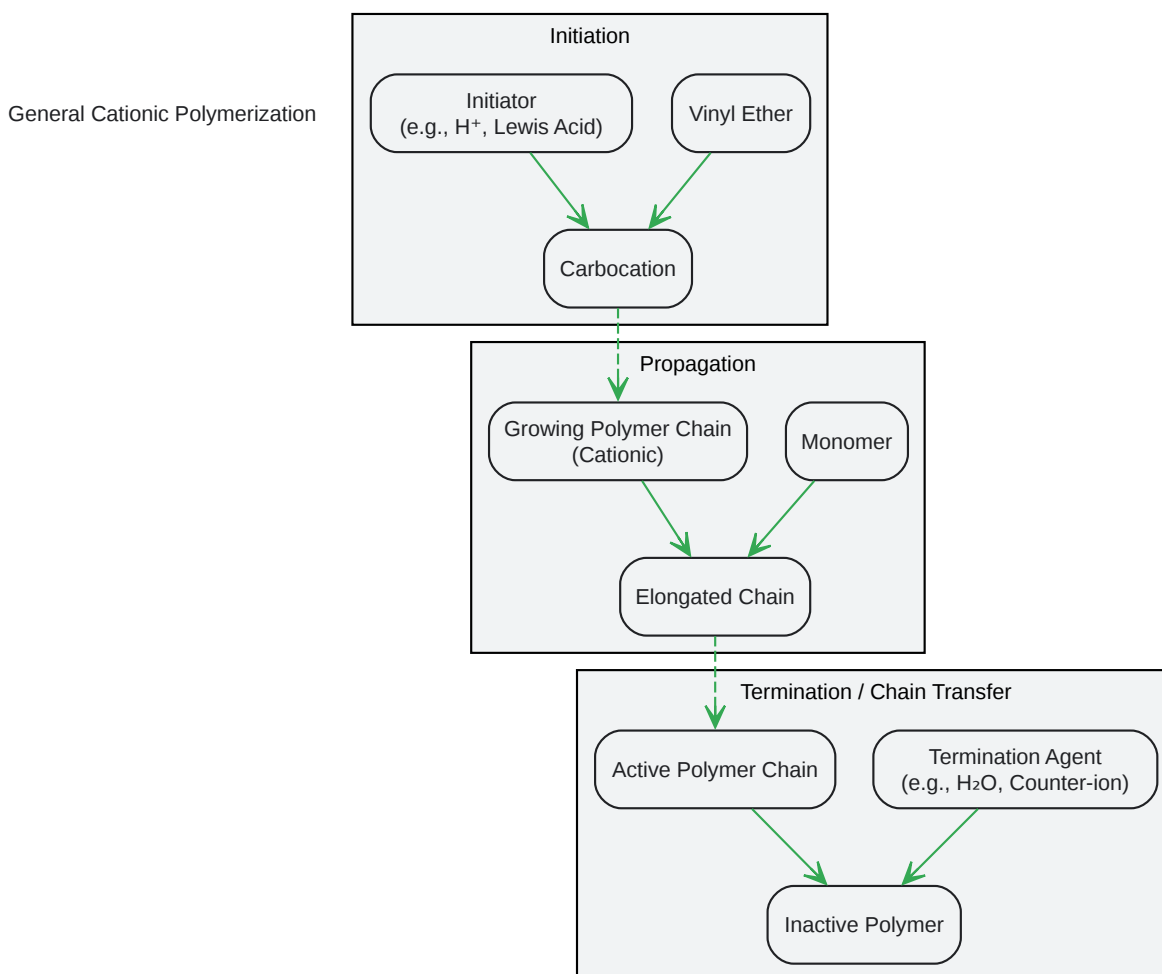 General Cationic Polymerization
Initiation
Initiator
(e.g., H⁺, Lewis Acid)
Vinyl Ether
Carbocation
Propagation
Growing Polymer Chain
(Cationic)
Monomer
Elongated Chain
Termination / Chain Transfer
Active Polymer Chain
Termination Agent
(e.g., H₂O, Counter-ion)
Inactive Polymer